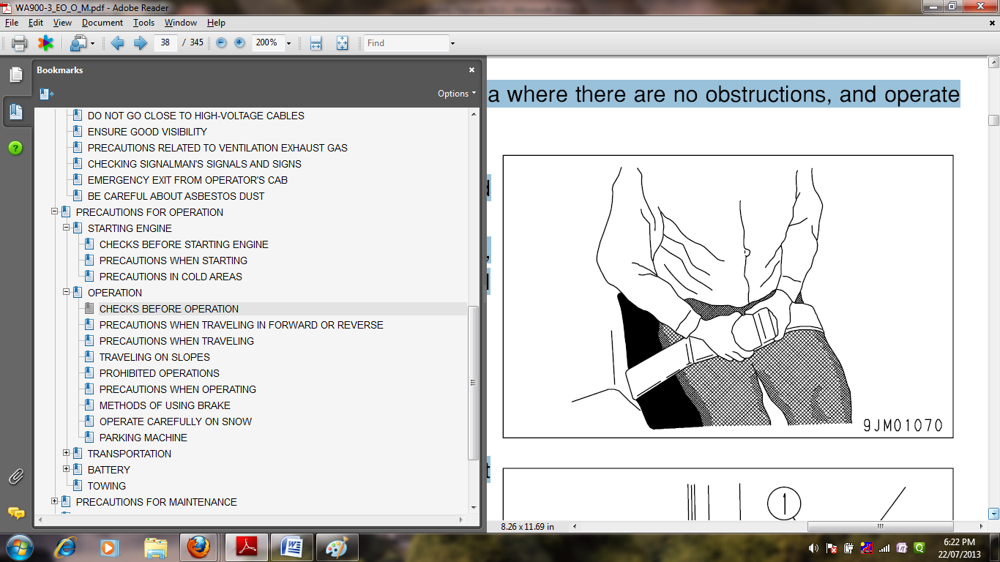 WA900-3_EO_O_M.pdf - Adobe Reader
File Edit View Document Tools Window Help
38 / 345 200% Find
Bookmarks
Options
DO NOT GO CLOSE TO HIGH-VOLTAGE CABLES
ENSURE GOOD VISIBILITY
PRECAUTIONS RELATED TO VENTILATION EXHAUST GAS
CHECKING SIGNALMAN'S SIGNALS AND SIGNS
EMERGENCY EXIT FROM OPERATOR'S CAB
BE CAREFUL ABOUT ASBESTOS DUST
PRECAUTIONS FOR OPERATION
STARTING ENGINE
CHECKS BEFORE STARTING ENGINE
PRECAUTIONS WHEN STARTING
PRECAUTIONS IN COLD AREAS
OPERATION
CHECKS BEFORE OPERATION
PRECAUTIONS WHEN TRAVELING IN FORWARD OR REVERSE
PRECAUTIONS WHEN TRAVELING
TRAVELING ON SLOPES
PROHIBITED OPERATIONS
PRECAUTIONS WHEN OPERATING
METHODS OF USING BRAKE
OPERATE CAREFULLY ON SNOW
PARKING MACHINE
TRANSPORTATION
BATTERY
TOWING
PRECAUTIONS FOR MAINTENANCE
a where there are no obstructions, and operate
9JM01070
1
8.26 x 11.69 in
6:22 PM
22/07/2013